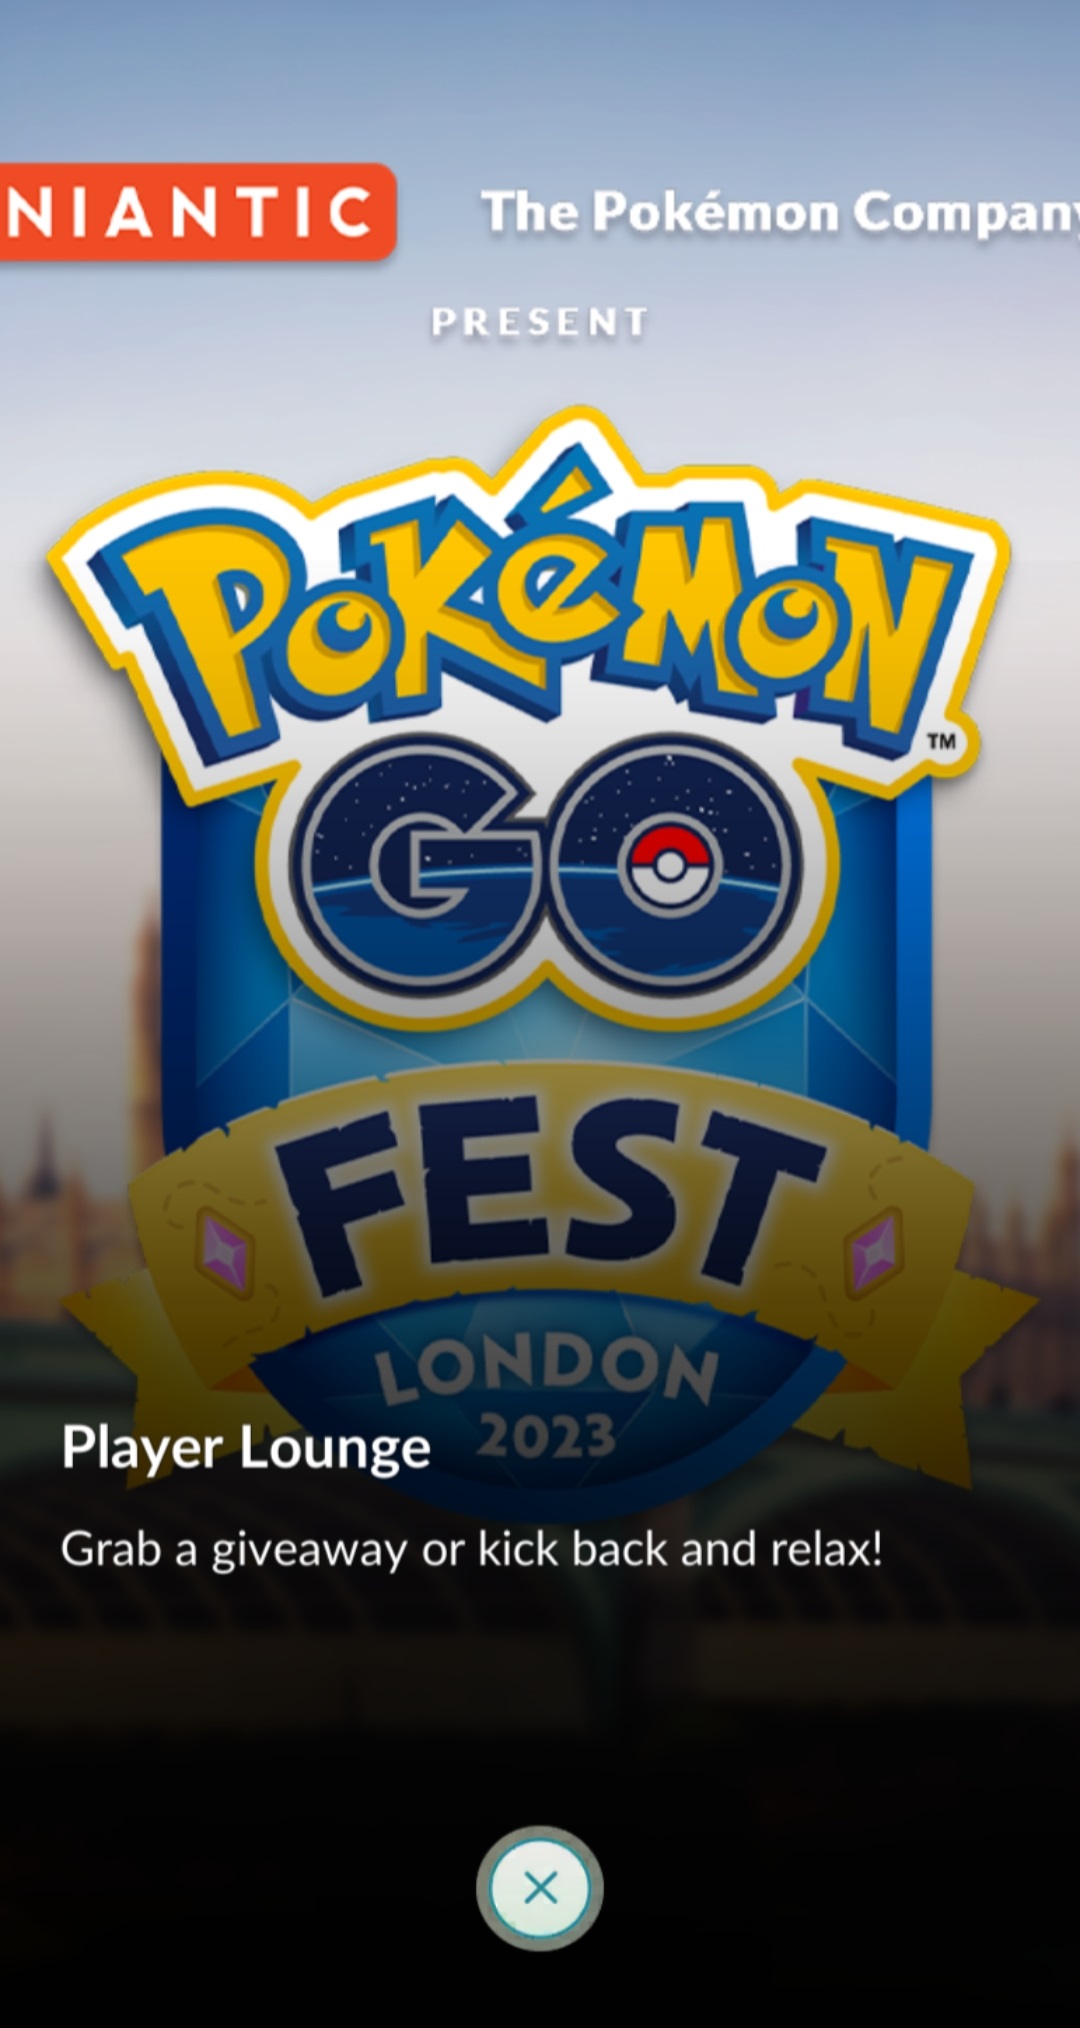 NIANTIC The Pokémon Company
PRESENT
POKéMON
TM
GO
FEST
LONDON
2023
Player Lounge
Grab a giveaway or kick back and relax!